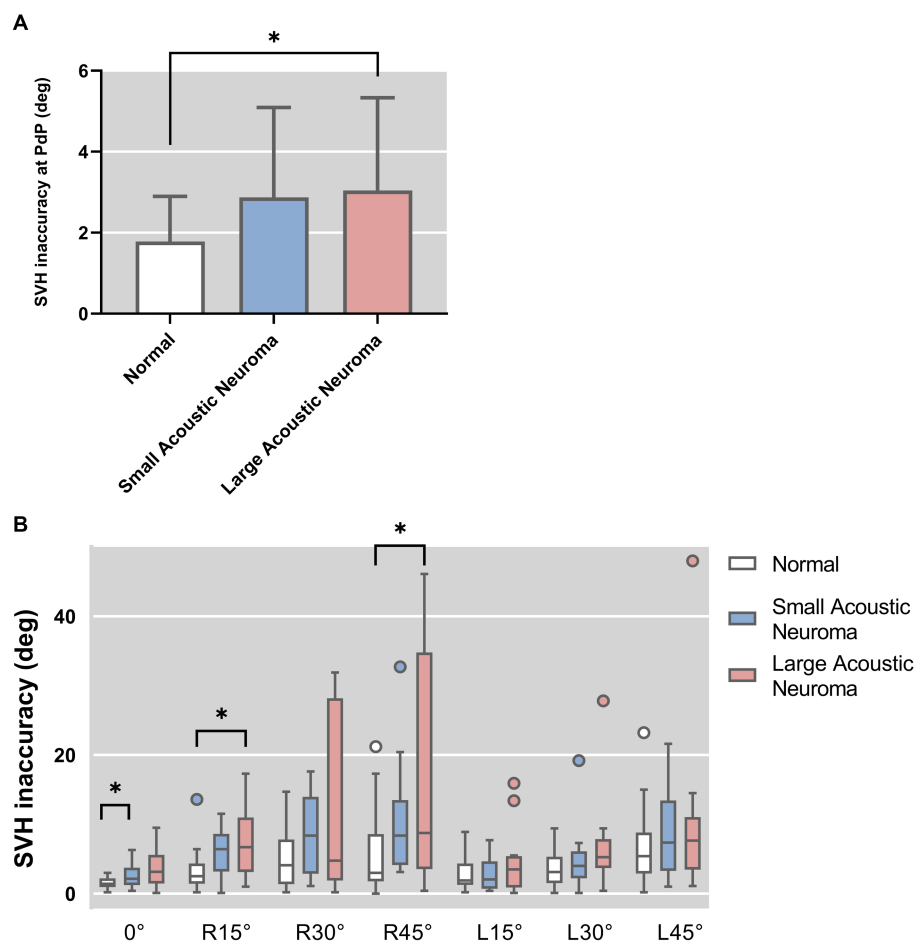 A
*
SVH inaccuracy at PdP (deg)
6
4
2
0
Normal
Small Acoustic Neuroma
Large Acoustic Neuroma
B
*
*
*
SVH inaccuracy (deg)
40
20
0
0°
R15°
R30°
R45°
L15°
L30°
L45°
Normal
Small Acoustic
Neuroma
Large Acoustic
Neuroma